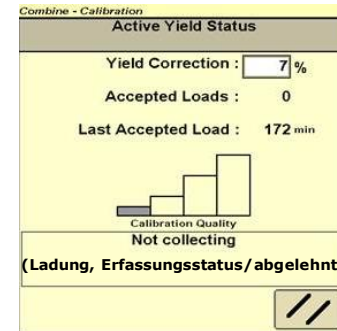 Combine - Calibration
Active Yield Status
Yield Correction : 7 %
Accepted Loads : 0
Last Accepted Load : 172 min
Calibration Quality
Not collecting
(Ladung, Erfassungsstatus/abgelehnt